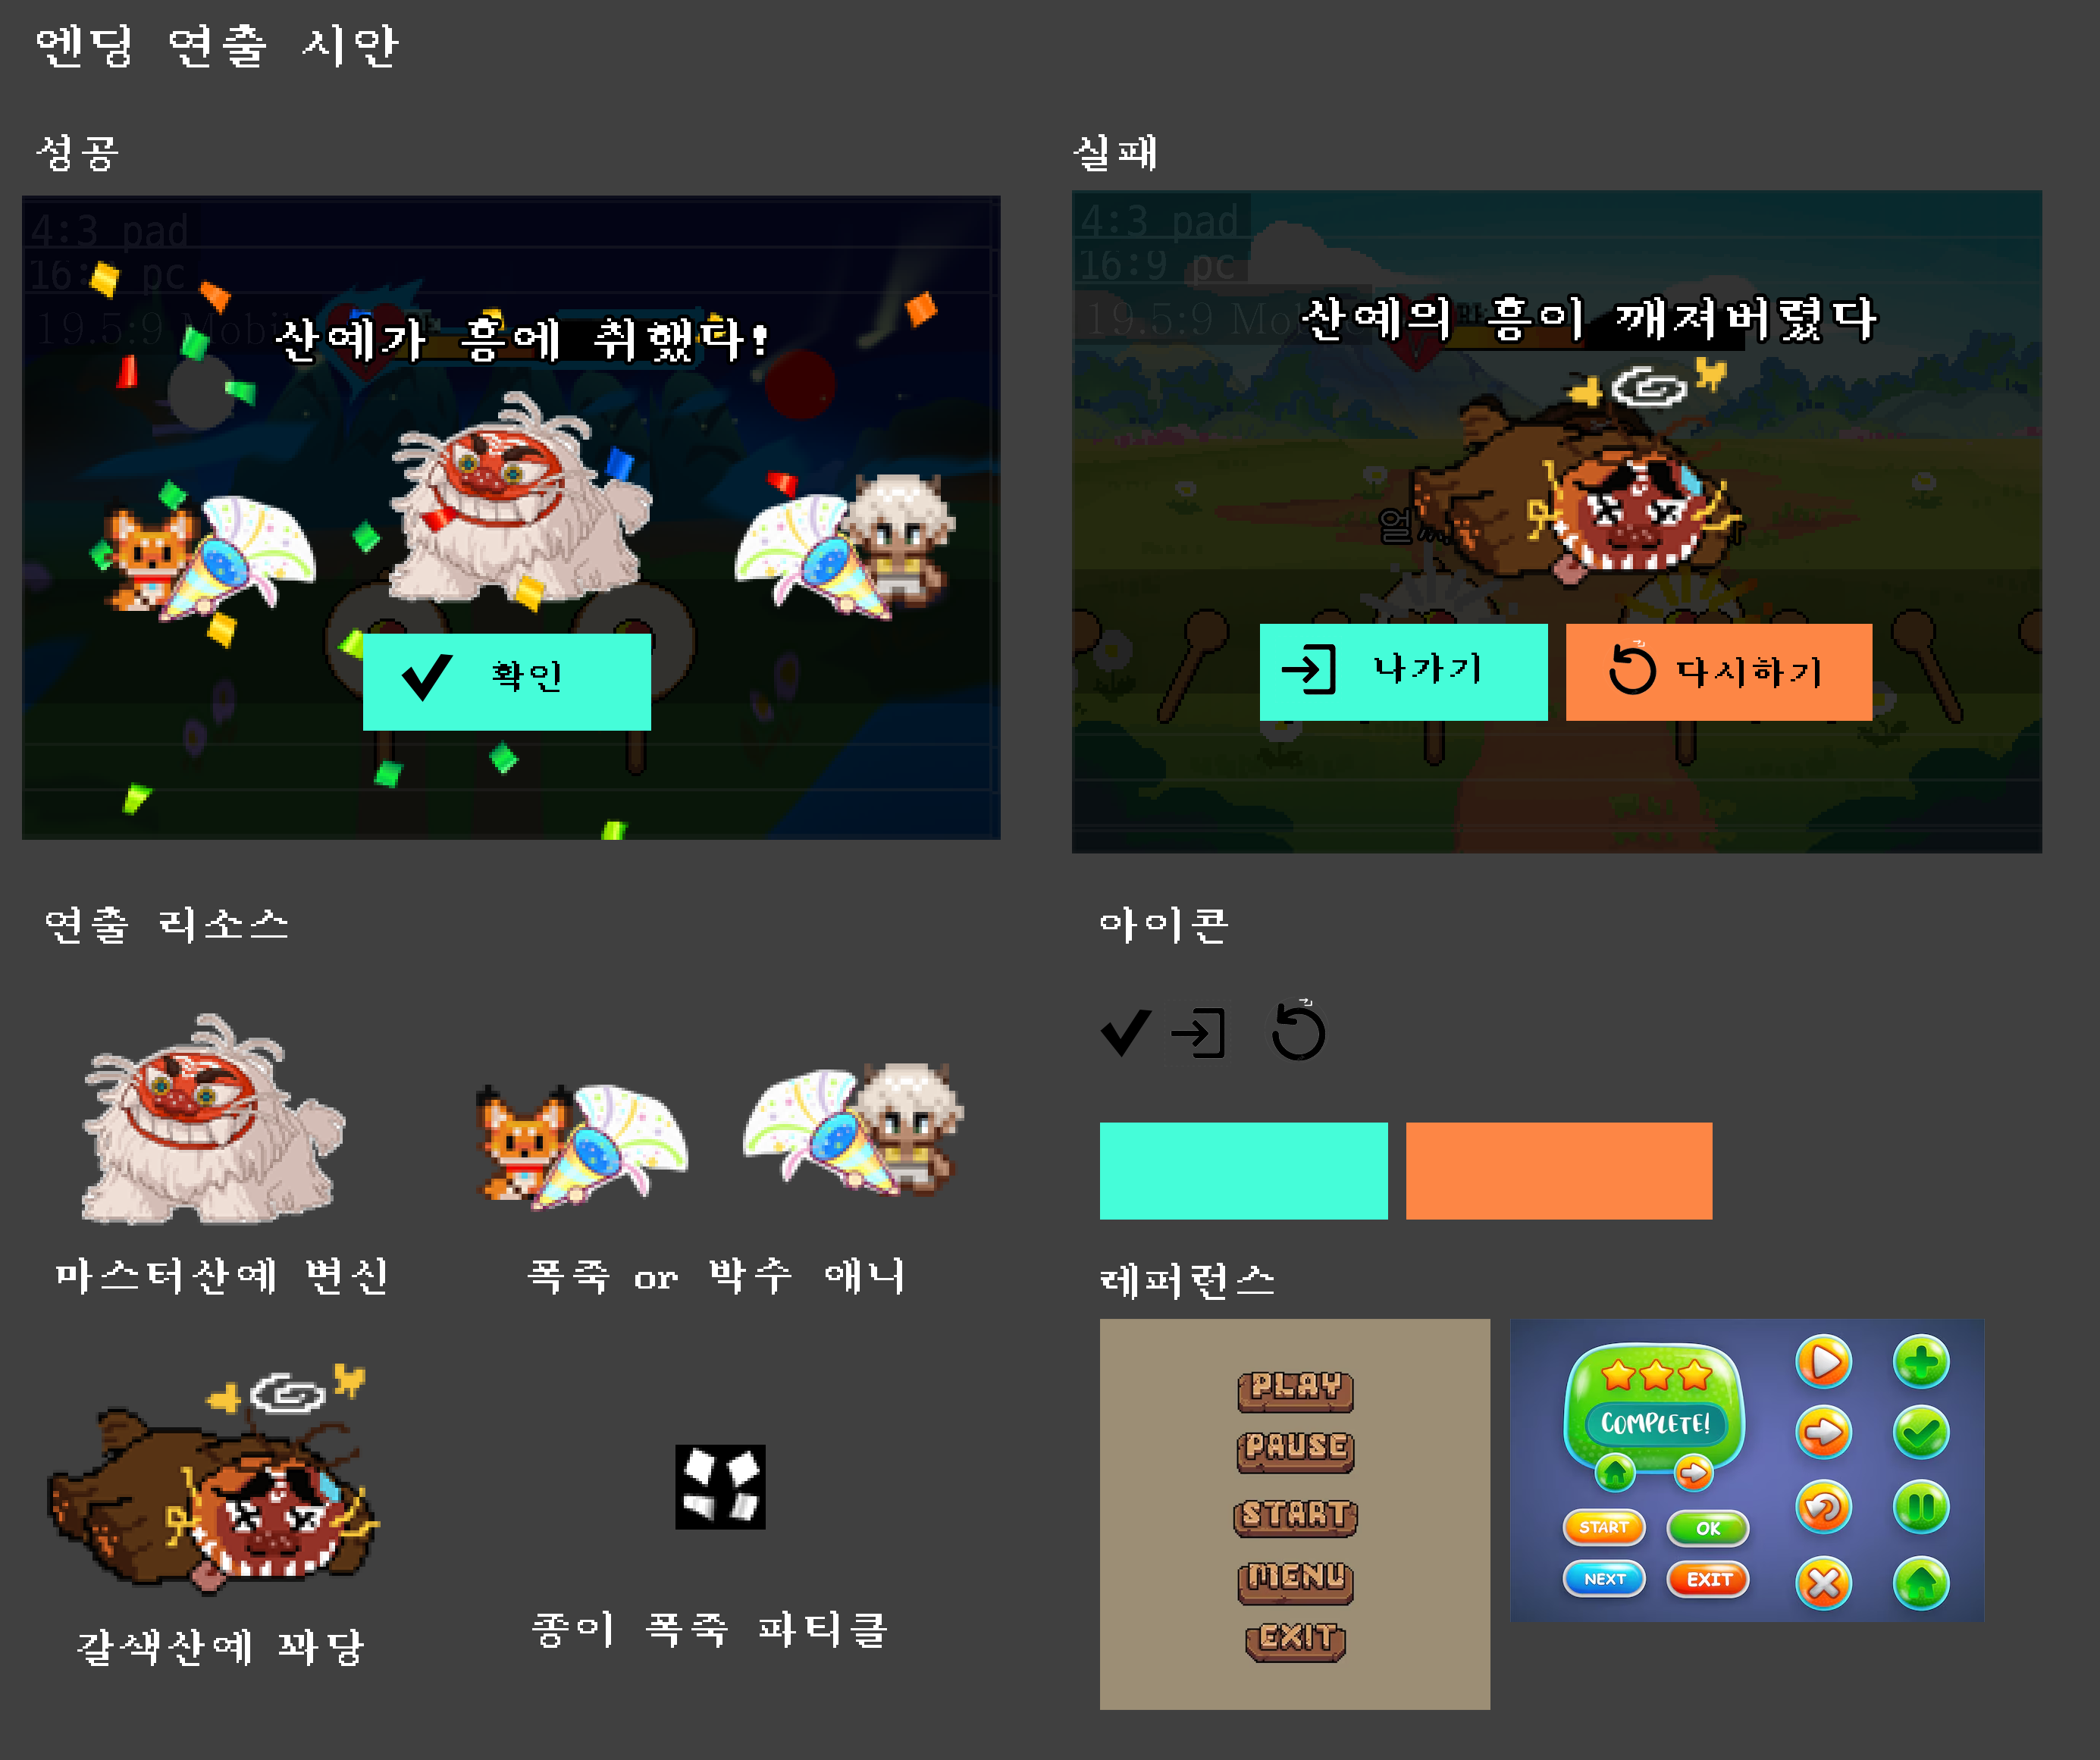 엔딩 연출 시안
성공
실패
4:3 pad
16: pc
19.5:9 Mobil
산예가 흥에 취했다!
확인
4:3 pad
16:9 pc
19.5:9 Mo
산예의 흥이 깨져버렸다
얼
나가기
다시하기
연출 리소스
아이콘
마스터산예 변신
폭죽 or 박수 애니
갈색산예 꽈당
종이 폭죽 파티클
레퍼런스
PLAY
PAUSE
START
MENU
EXIT
COMPLETE!
START
OK
NEXT
EXIT